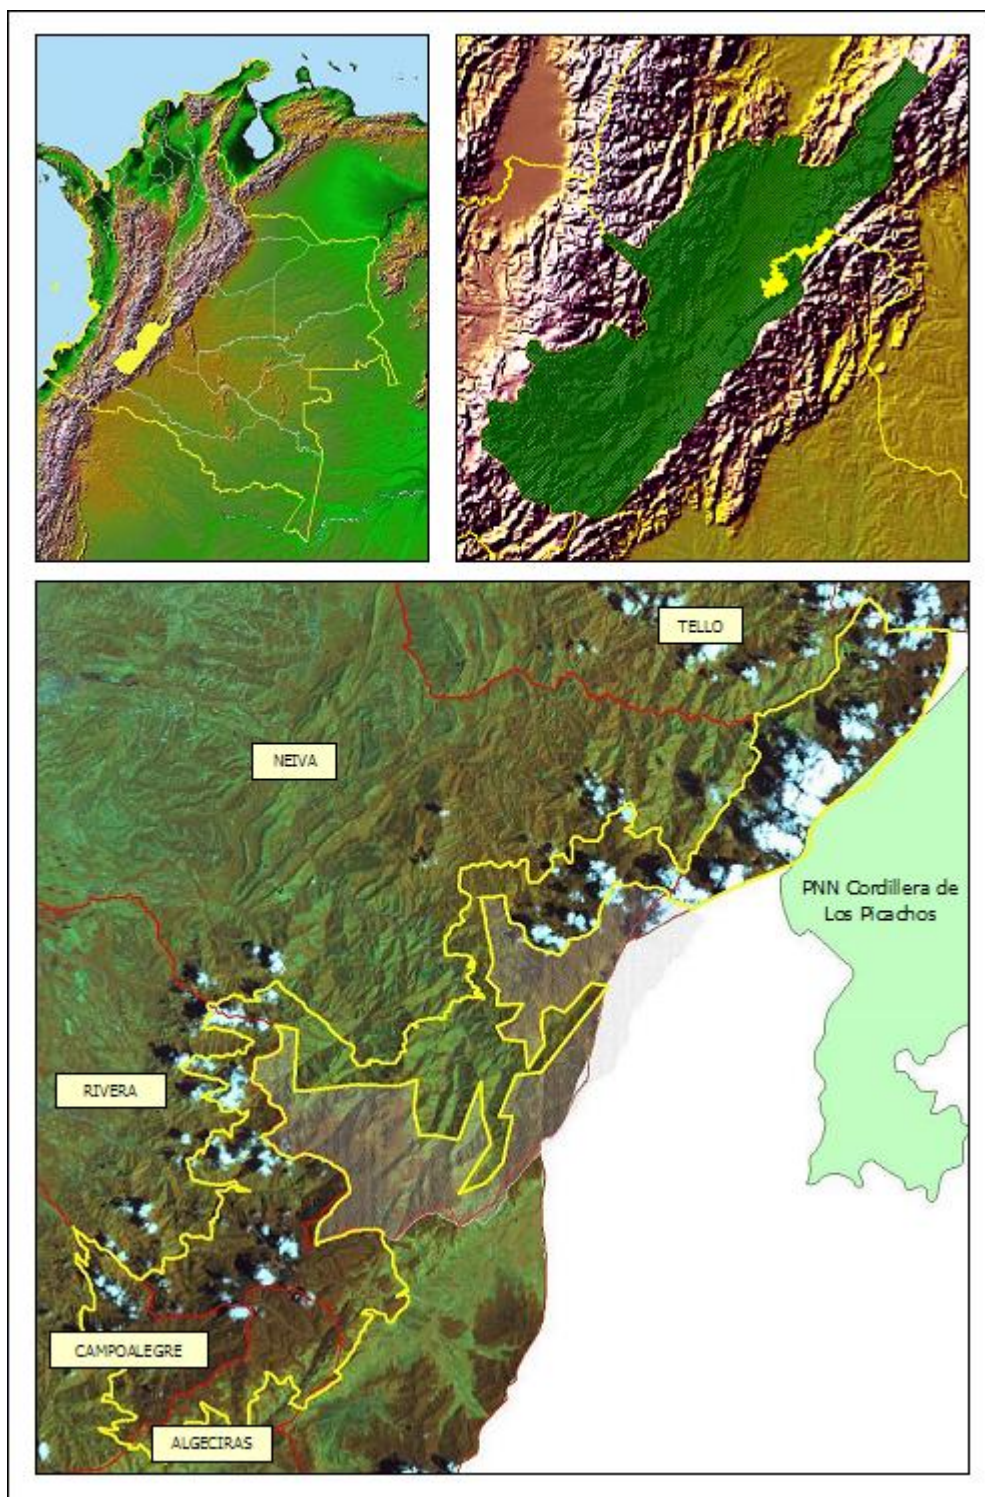 TELLO
NEIVA
PNN Cordillera de
Los Picachos
RIVERA
CAMPOALEGRE
ALGECIRAS